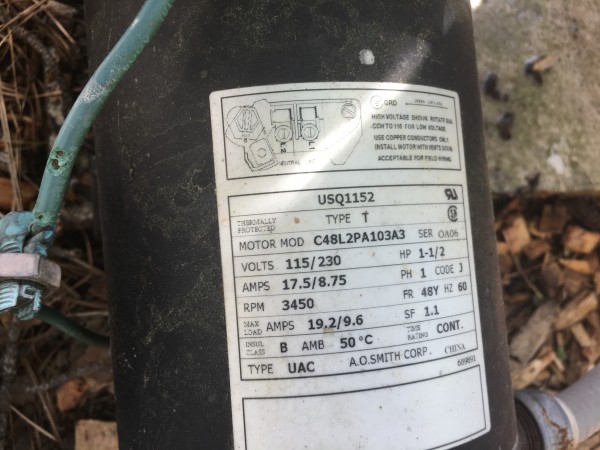 GRD
HIGH VOLTAGE SHOWN. ROTATE DIAL
CCW TO 115 FOR LOW VOLTAGE.
USE COPPER CONDUCTORS ONLY.
INSTALL MOTOR WITH VENTS DOWN.
ACCEPTABLE FOR FIELD WIRING
USQ1152
THERMALLY PROTECTED TYPE T
MOTOR MOD C48L2PA103A3 SER OA06
VOLTS 115/230 HP 1-1/2
AMPS 17.5/8.75 PH 1 CODE J
RPM 3450 FR 48Y HZ 60
MAX LOAD AMPS 19.2/9.6 SF 1.1
INSUL CLASS B AMB 50°C TIME RATING CONT.
TYPE UAC A.O.SMITH CORP. CHINA